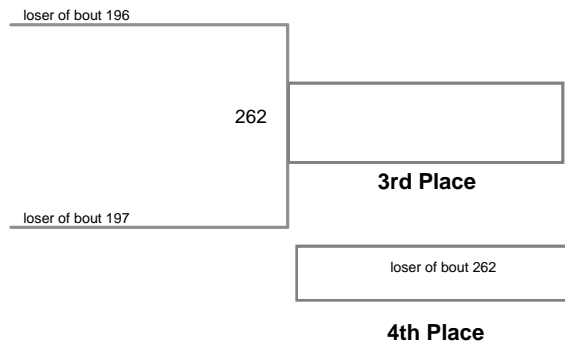 loser of bout 196
262
3rd Place
loser of bout 197
loser of bout 262
4th Place